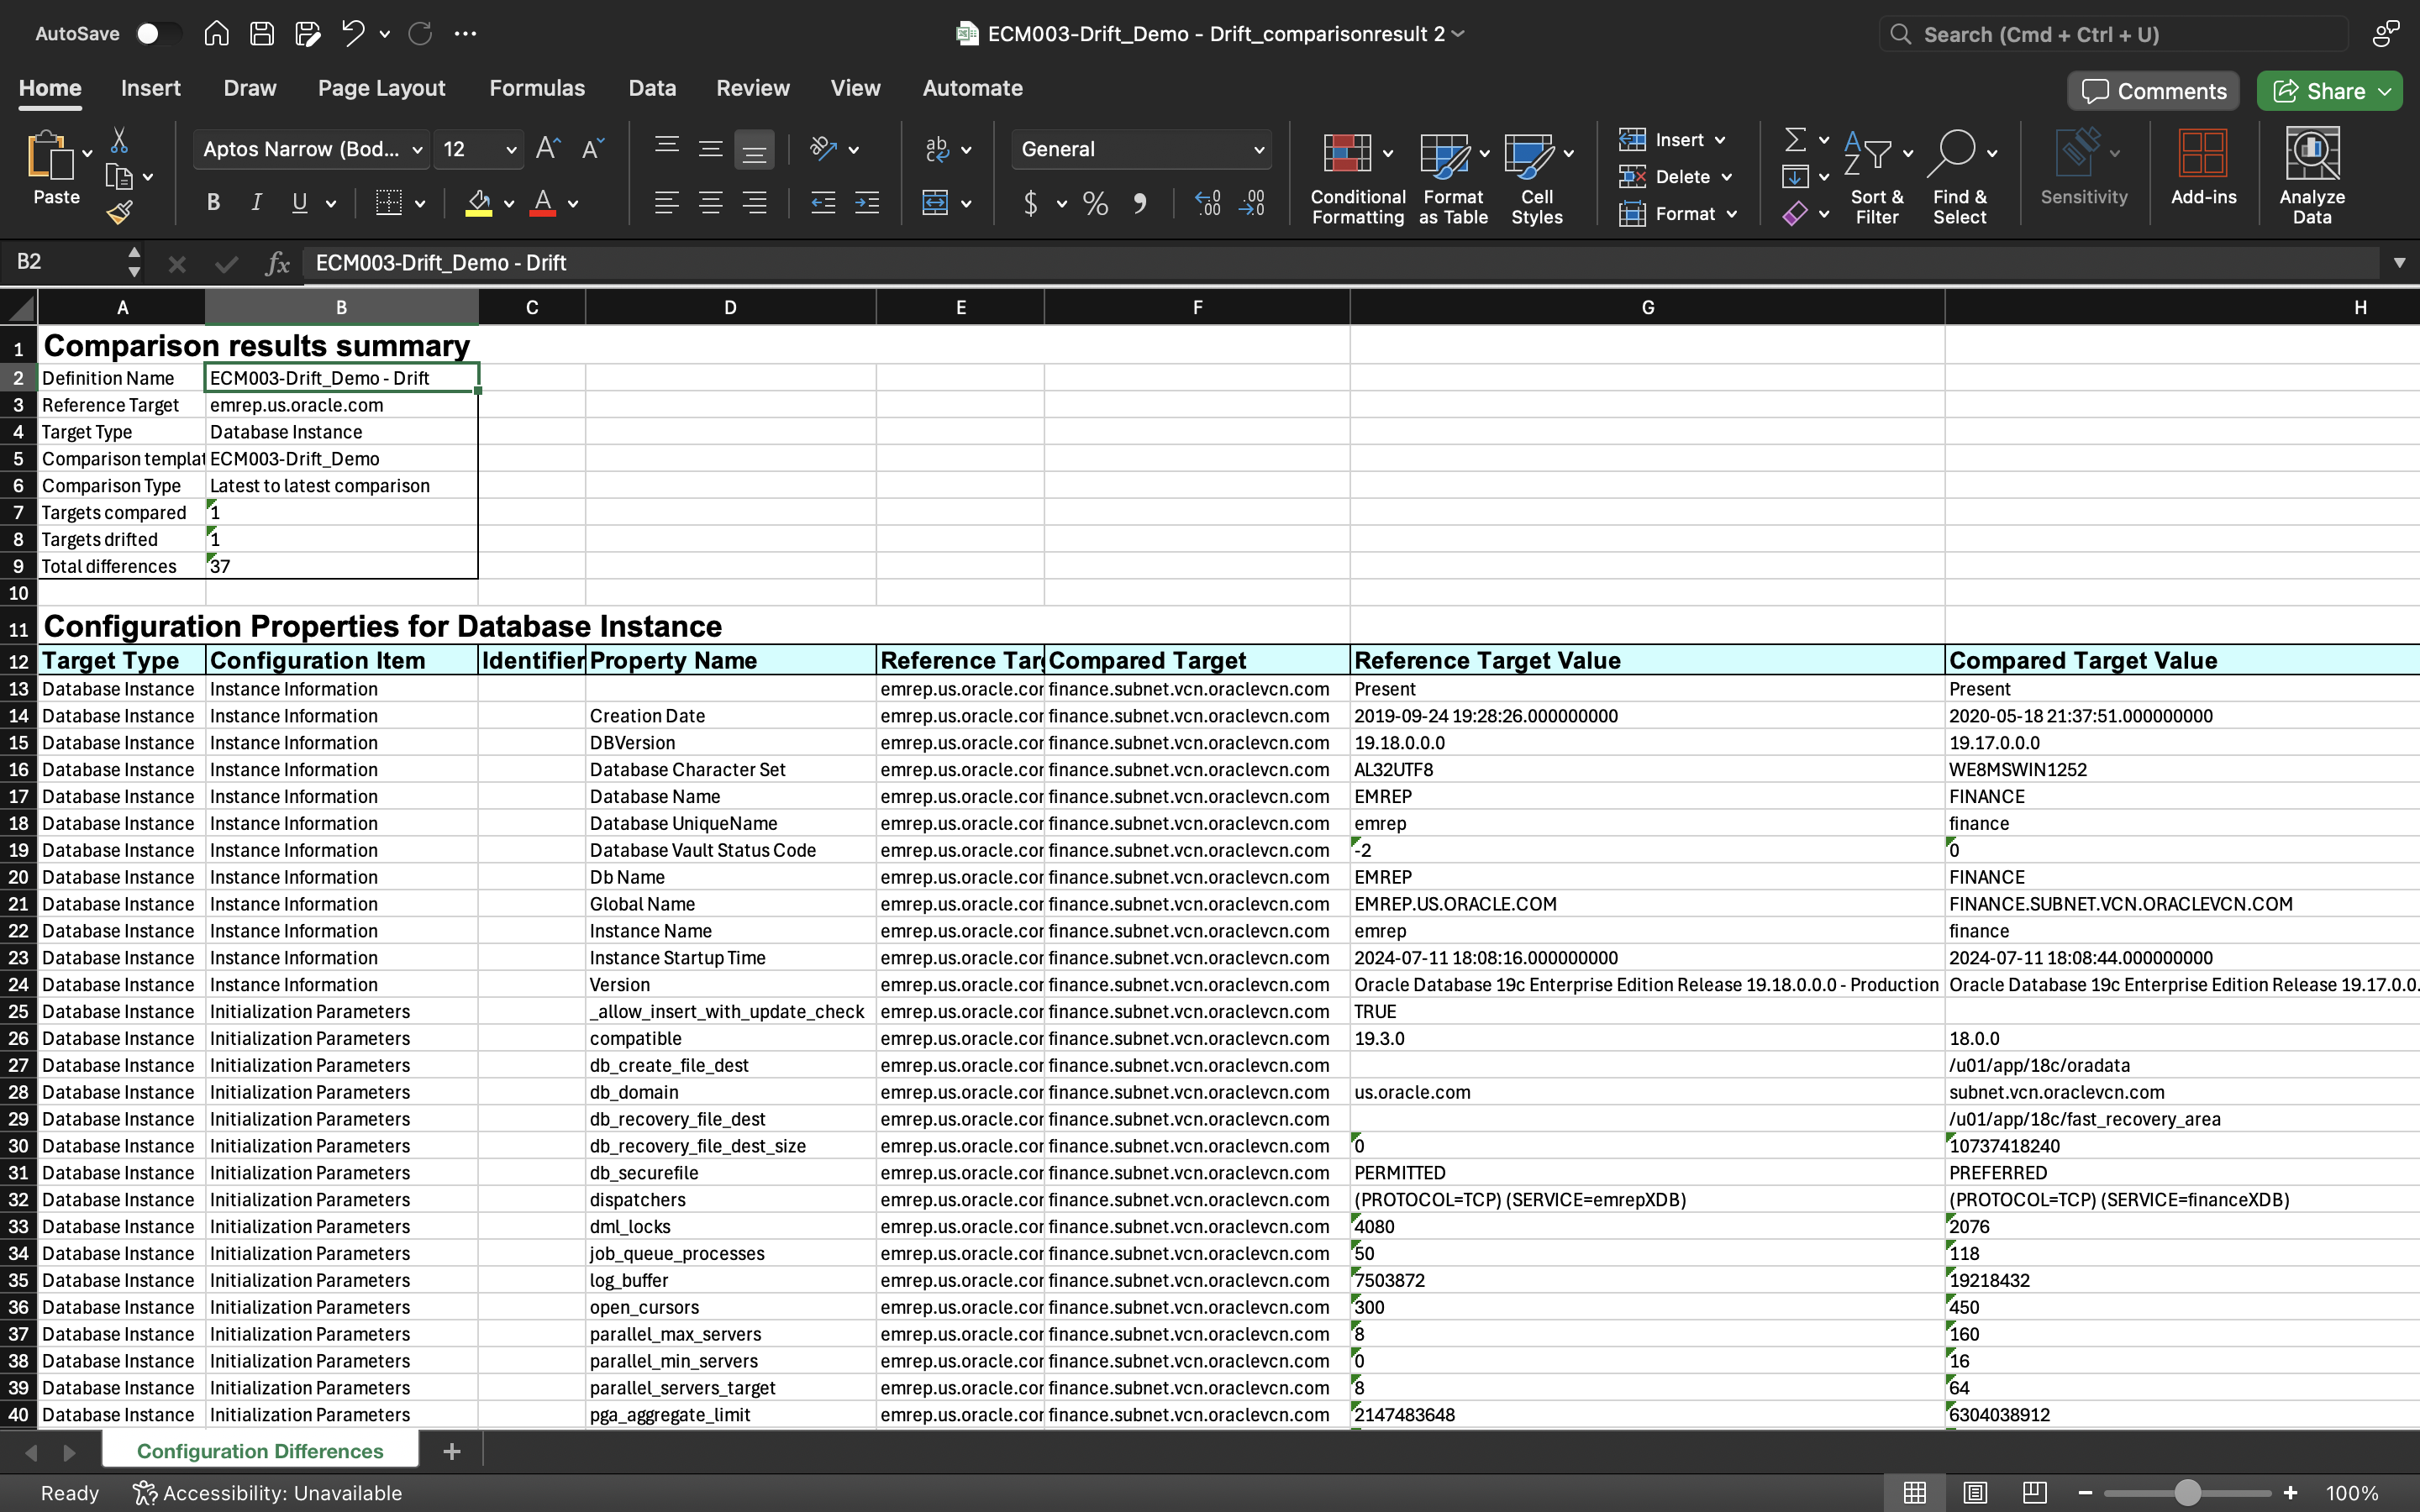 AutoSave
ECM003-Drift_Demo - Drift_comparisonresult 2
Search (Cmd + Ctrl + U)
Home Insert Draw Page Layout Formulas Data Review View Automate
Comments Share
Paste
Aptos Narrow (Bod... 12
General
Conditional Formatting
Format as Table
Cell Styles
Insert
Delete
Format
Sort & Filter
Find & Select
Sensitivity
Add-ins
Analyze Data
B2 fx ECM003-Drift_Demo - Drift
A B C D E F G H
1 Comparison results summary
2 Definition Name ECM003-Drift_Demo - Drift
3 Reference Target emrep.us.oracle.com
4 Target Type Database Instance
5 Comparison templat ECM003-Drift_Demo
6 Comparison Type Latest to latest comparison
7 Targets compared 1
8 Targets drifted 1
9 Total differences 37
10
11 Configuration Properties for Database Instance
12 Target Type Configuration Item Identifier Property Name Reference Tar Compared Target Reference Target Value Compared Target Value
13 Database Instance Instance Information emrep.us.oracle.cor finance.subnet.vcn.oraclevcn.com Present Present
14 Database Instance Instance Information Creation Date emrep.us.oracle.cor finance.subnet.vcn.oraclevcn.com 2019-09-24 19:28:26.000000000 2020-05-18 21:37:51.000000000
15 Database Instance Instance Information DBVersion emrep.us.oracle.cor finance.subnet.vcn.oraclevcn.com 19.18.0.0.0 19.17.0.0.0
16 Database Instance Instance Information Database Character Set emrep.us.oracle.cor finance.subnet.vcn.oraclevcn.com AL32UTF8 WE8MSWIN1252
17 Database Instance Instance Information Database Name emrep.us.oracle.cor finance.subnet.vcn.oraclevcn.com EMREP FINANCE
18 Database Instance Instance Information Database UniqueName emrep.us.oracle.cor finance.subnet.vcn.oraclevcn.com emrep finance
19 Database Instance Instance Information Database Vault Status Code emrep.us.oracle.cor finance.subnet.vcn.oraclevcn.com -2 0
20 Database Instance Instance Information Db Name emrep.us.oracle.cor finance.subnet.vcn.oraclevcn.com EMREP FINANCE
21 Database Instance Instance Information Global Name emrep.us.oracle.cor finance.subnet.vcn.oraclevcn.com EMREP.US.ORACLE.COM FINANCE.SUBNET.VCN.ORACLEVCN.COM
22 Database Instance Instance Information Instance Name emrep.us.oracle.cor finance.subnet.vcn.oraclevcn.com emrep finance
23 Database Instance Instance Information Instance Startup Time emrep.us.oracle.cor finance.subnet.vcn.oraclevcn.com 2024-07-11 18:08:16.000000000 2024-07-11 18:08:44.000000000
24 Database Instance Instance Information Version emrep.us.oracle.cor finance.subnet.vcn.oraclevcn.com Oracle Database 19c Enterprise Edition Release 19.18.0.0.0 - Production Oracle Database 19c Enterprise Edition Release 19.17.0.0.
25 Database Instance Initialization Parameters _allow_insert_with_update_check emrep.us.oracle.cor finance.subnet.vcn.oraclevcn.com TRUE
26 Database Instance Initialization Parameters compatible emrep.us.oracle.cor finance.subnet.vcn.oraclevcn.com 19.3.0 18.0.0
27 Database Instance Initialization Parameters db_create_file_dest emrep.us.oracle.cor finance.subnet.vcn.oraclevcn.com /u01/app/18c/oradata
28 Database Instance Initialization Parameters db_domain emrep.us.oracle.cor finance.subnet.vcn.oraclevcn.com us.oracle.com subnet.vcn.oraclevcn.com
29 Database Instance Initialization Parameters db_recovery_file_dest emrep.us.oracle.cor finance.subnet.vcn.oraclevcn.com /u01/app/18c/fast_recovery_area
30 Database Instance Initialization Parameters db_recovery_file_dest_size emrep.us.oracle.cor finance.subnet.vcn.oraclevcn.com 0 10737418240
31 Database Instance Initialization Parameters db_securefile emrep.us.oracle.cor finance.subnet.vcn.oraclevcn.com PERMITTED PREFERRED
32 Database Instance Initialization Parameters dispatchers emrep.us.oracle.cor finance.subnet.vcn.oraclevcn.com (PROTOCOL=TCP) (SERVICE=emrepXDB) (PROTOCOL=TCP) (SERVICE=financeXDB)
33 Database Instance Initialization Parameters dml_locks emrep.us.oracle.cor finance.subnet.vcn.oraclevcn.com 4080 2076
34 Database Instance Initialization Parameters job_queue_processes emrep.us.oracle.cor finance.subnet.vcn.oraclevcn.com 50 118
35 Database Instance Initialization Parameters log_buffer emrep.us.oracle.cor finance.subnet.vcn.oraclevcn.com 7503872 19218432
36 Database Instance Initialization Parameters open_cursors emrep.us.oracle.cor finance.subnet.vcn.oraclevcn.com 300 450
37 Database Instance Initialization Parameters parallel_max_servers emrep.us.oracle.cor finance.subnet.vcn.oraclevcn.com 8 160
38 Database Instance Initialization Parameters parallel_min_servers emrep.us.oracle.cor finance.subnet.vcn.oraclevcn.com 0 16
39 Database Instance Initialization Parameters parallel_servers_target emrep.us.oracle.cor finance.subnet.vcn.oraclevcn.com 8 64
40 Database Instance Initialization Parameters pga_aggregate_limit emrep.us.oracle.cor finance.subnet.vcn.oraclevcn.com 2147483648 6304038912
Configuration Differences
Ready Accessibility: Unavailable 100%